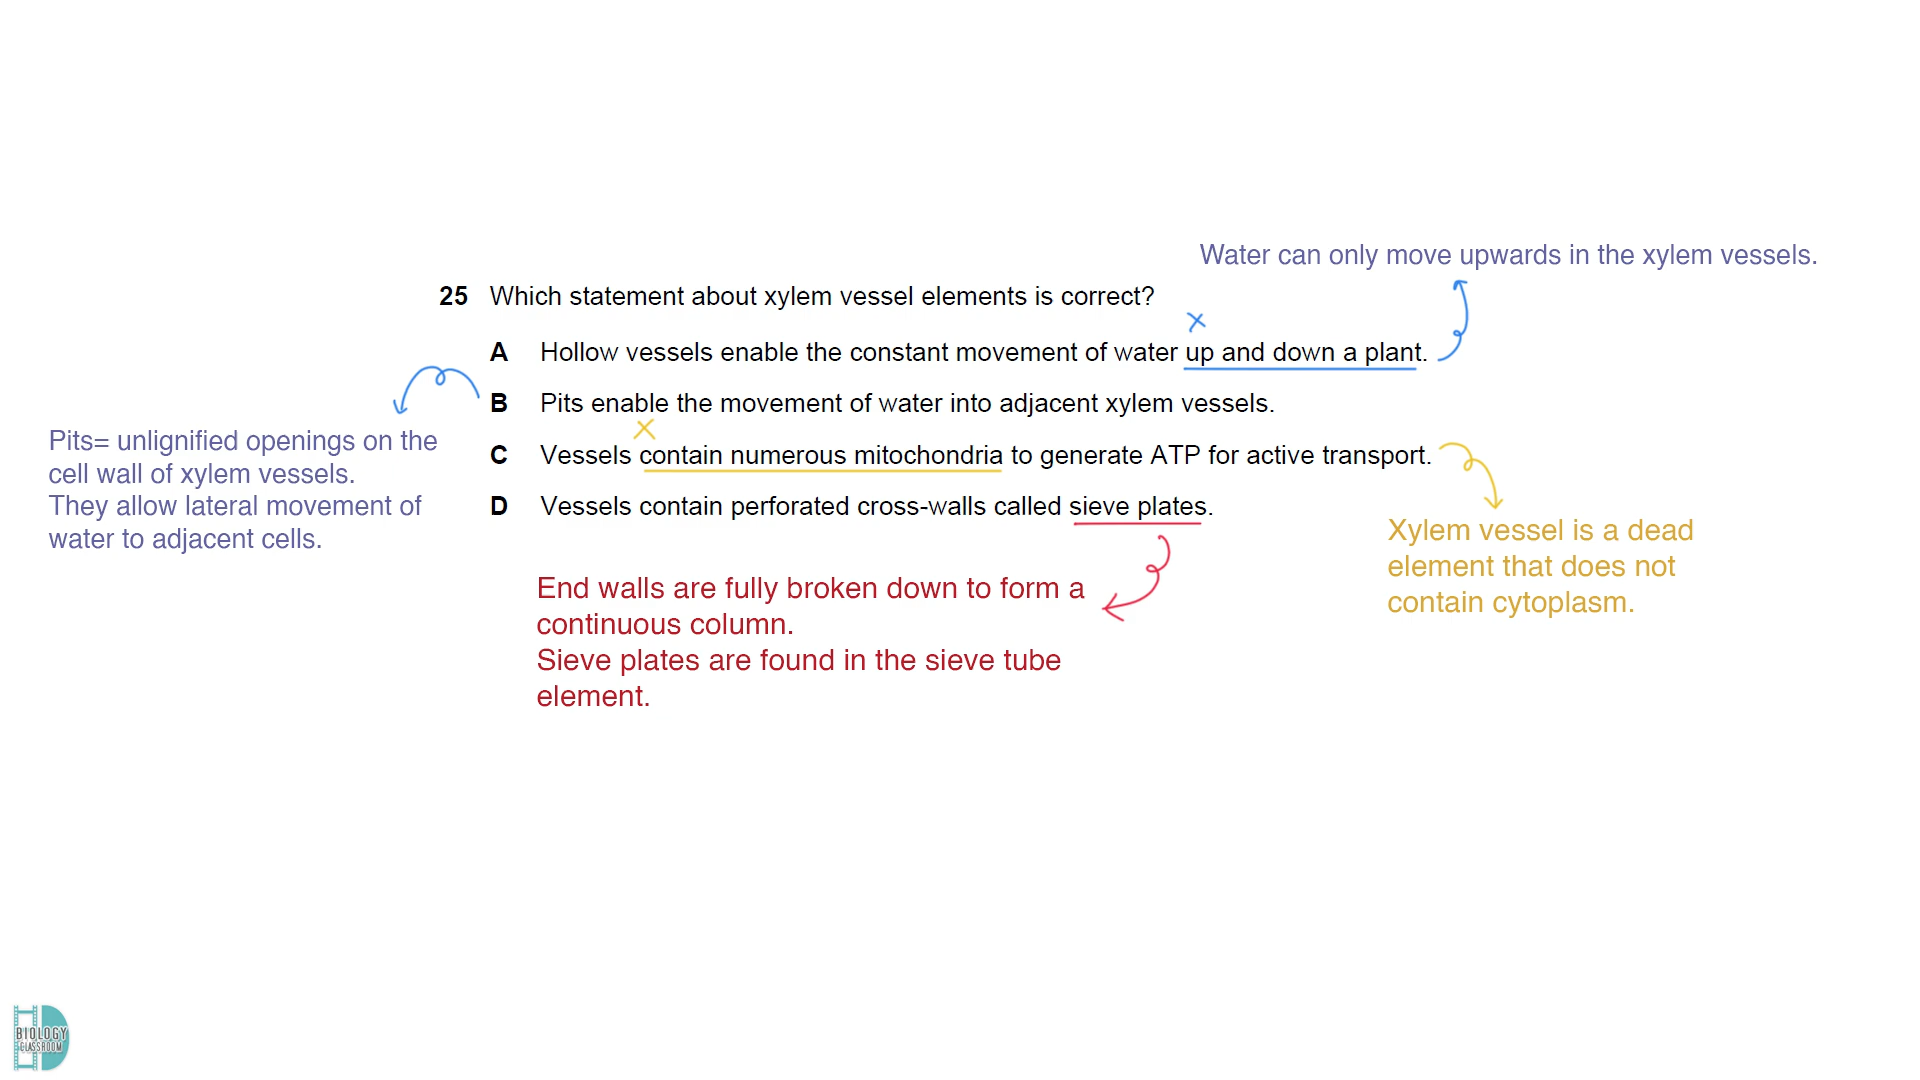 Water can only move upwards in the xylem vessels.
25 Which statement about xylem vessel elements is correct?
A Hollow vessels enable the constant movement of water up and down a plant.
B Pits enable the movement of water into adjacent xylem vessels.
C Vessels contain numerous mitochondria to generate ATP for active transport.
D Vessels contain perforated cross-walls called sieve plates.
Pits= unlignified openings on the
cell wall of xylem vessels.
They allow lateral movement of
water to adjacent cells.
Xylem vessel is a dead
element that does not
contain cytoplasm.
End walls are fully broken down to form a
continuous column.
Sieve plates are found in the sieve tube
element.
BIOLOGY
CLASSROOM